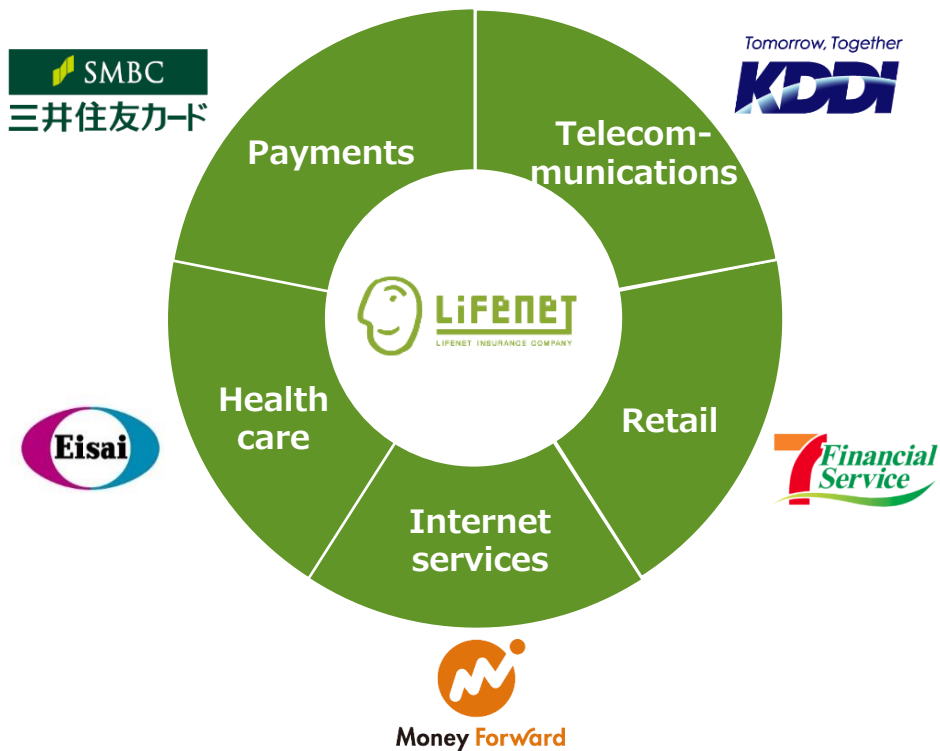 SMBC
三井住友カード
Tomorrow, Together
KDDI
Payments
Telecom-
munications
LIFENET
LIFENET INSURANCE COMPANY
Health
care
Retail
Eisai
7 Financial
Service
Internet
services
Money Forward